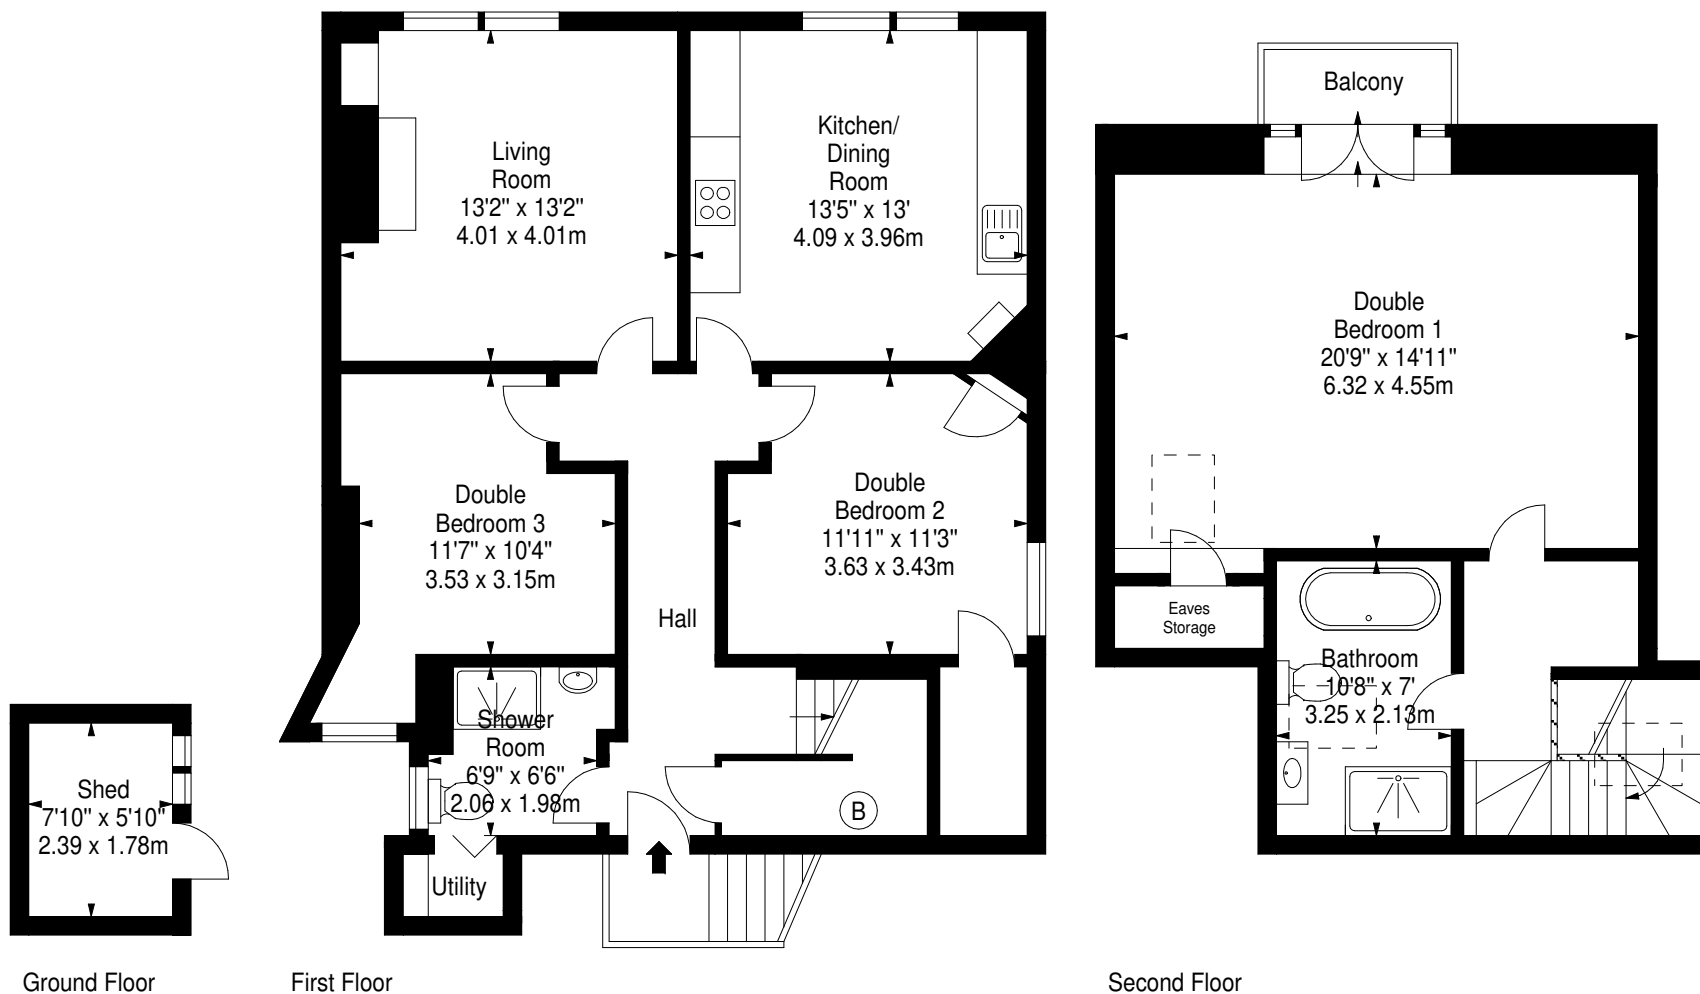 Living
Room
13'2" x 13'2"
4.01 x 4.01m
Kitchen/
Dining
Room
13'5" x 13'
4.09 x 3.96m
Balcony
Double
Bedroom 1
20'9" x 14'11"
6.32 x 4.55m
Double
Bedroom 3
11'7" x 10'4"
3.53 x 3.15m
Double
Bedroom 2
11'11" x 11'3"
3.63 x 3.43m
Hall
Eaves
Storage
Bathroom
10'8" x 7'
3.25 x 2.13m
Shower
Room
6'9" x 6'6"
2.06 x 1.98m
B
Shed
7'10" x 5'10"
2.39 x 1.78m
Utility
Ground Floor
First Floor
Second Floor